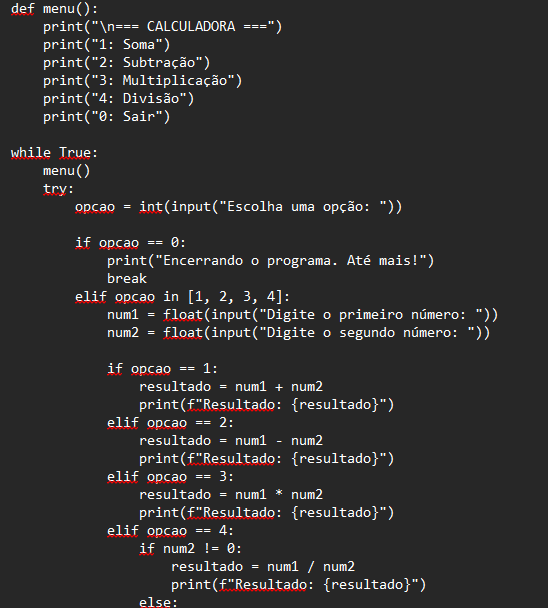 def menu():
    print("\n=== CALCULADORA ===")
    print("1: Soma")
    print("2: Subtração")
    print("3: Multiplicação")
    print("4: Divisão")
    print("0: Sair")

while True:
    menu()
    try:
        opcao = int(input("Escolha uma opção: "))

        if opcao == 0:
            print("Encerrando o programa. Até mais!")
            break
        elif opcao in [1, 2, 3, 4]:
            num1 = float(input("Digite o primeiro número: "))
            num2 = float(input("Digite o segundo número: "))

            if opcao == 1:
                resultado = num1 + num2
                print(f"Resultado: {resultado}")
            elif opcao == 2:
                resultado = num1 - num2
                print(f"Resultado: {resultado}")
            elif opcao == 3:
                resultado = num1 * num2
                print(f"Resultado: {resultado}")
            elif opcao == 4:
                if num2 != 0:
                    resultado = num1 / num2
                    print(f"Resultado: {resultado}")
                else: